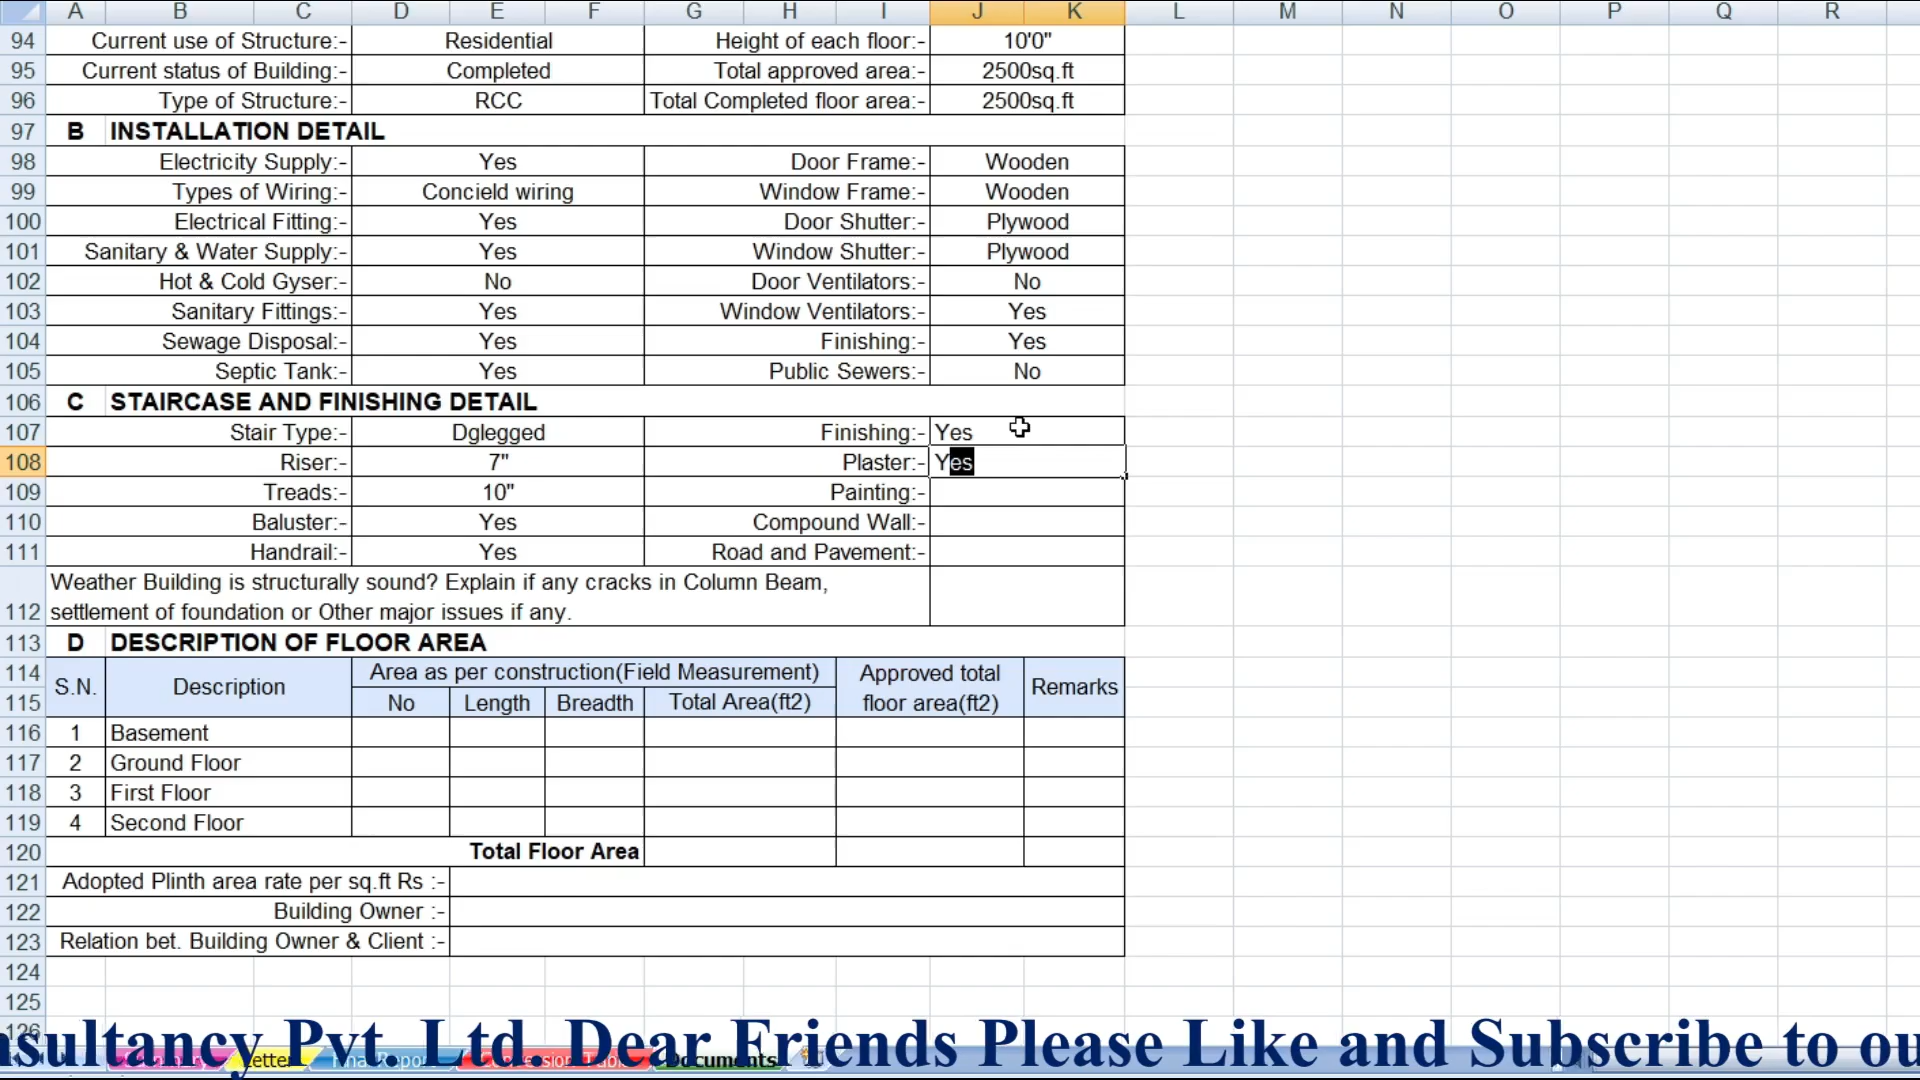 A B C D E F G H I J K L M N O P Q R
94 Current use of Structure:- Residential Height of each floor:- 10'0"
95 Current status of Building:- Completed Total approved area:- 2500sq.ft
96 Type of Structure:- RCC Total Completed floor area:- 2500sq.ft
97 B INSTALLATION DETAIL
98 Electricity Supply:- Yes Door Frame:- Wooden
99 Types of Wiring:- Concield wiring Window Frame:- Wooden
100 Electrical Fitting:- Yes Door Shutter:- Plywood
101 Sanitary & Water Supply:- Yes Window Shutter:- Plywood
102 Hot & Cold Gyser:- No Door Ventilators:- No
103 Sanitary Fittings:- Yes Window Ventilators:- Yes
104 Sewage Disposal:- Yes Finishing:- Yes
105 Septic Tank:- Yes Public Sewers:- No
106 C STAIRCASE AND FINISHING DETAIL
107 Stair Type:- Dglegged Finishing:- Yes
108 Riser:- 7" Plaster:- Yes
109 Treads:- 10" Painting:-
110 Baluster:- Yes Compound Wall:-
111 Handrail:- Yes Road and Pavement:-
Weather Building is structurally sound? Explain if any cracks in Column Beam,
112 settlement of foundation or Other major issues if any.
113 D DESCRIPTION OF FLOOR AREA
114 S.N. Description Area as per construction(Field Measurement) Approved total Remarks
115 No Length Breadth Total Area(ft2) floor area(ft2)
116 1 Basement
117 2 Ground Floor
118 3 First Floor
119 4 Second Floor
120 Total Floor Area
121 Adopted Plinth area rate per sq.ft Rs :-
122 Building Owner :-
123 Relation bet. Building Owner & Client :-
124
125
126
nsultancy Pvt. Ltd. Dear Friends Please Like and Subscribe to ou
Letter Documents